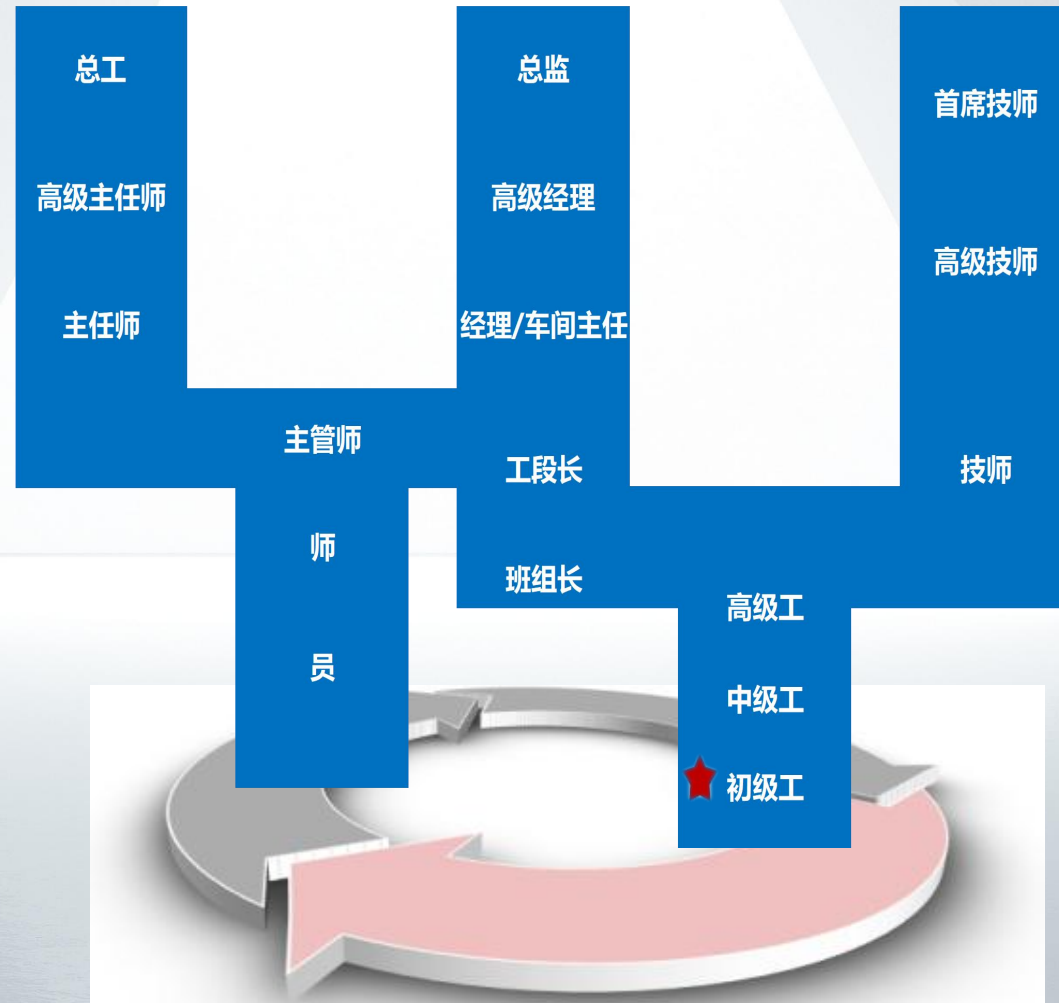 总工
总监
首席技师
高级主任师
高级经理
高级技师
主任师
经理/车间主任
主管师
工段长
技师
师
班组长
高级工
员
中级工
初级工